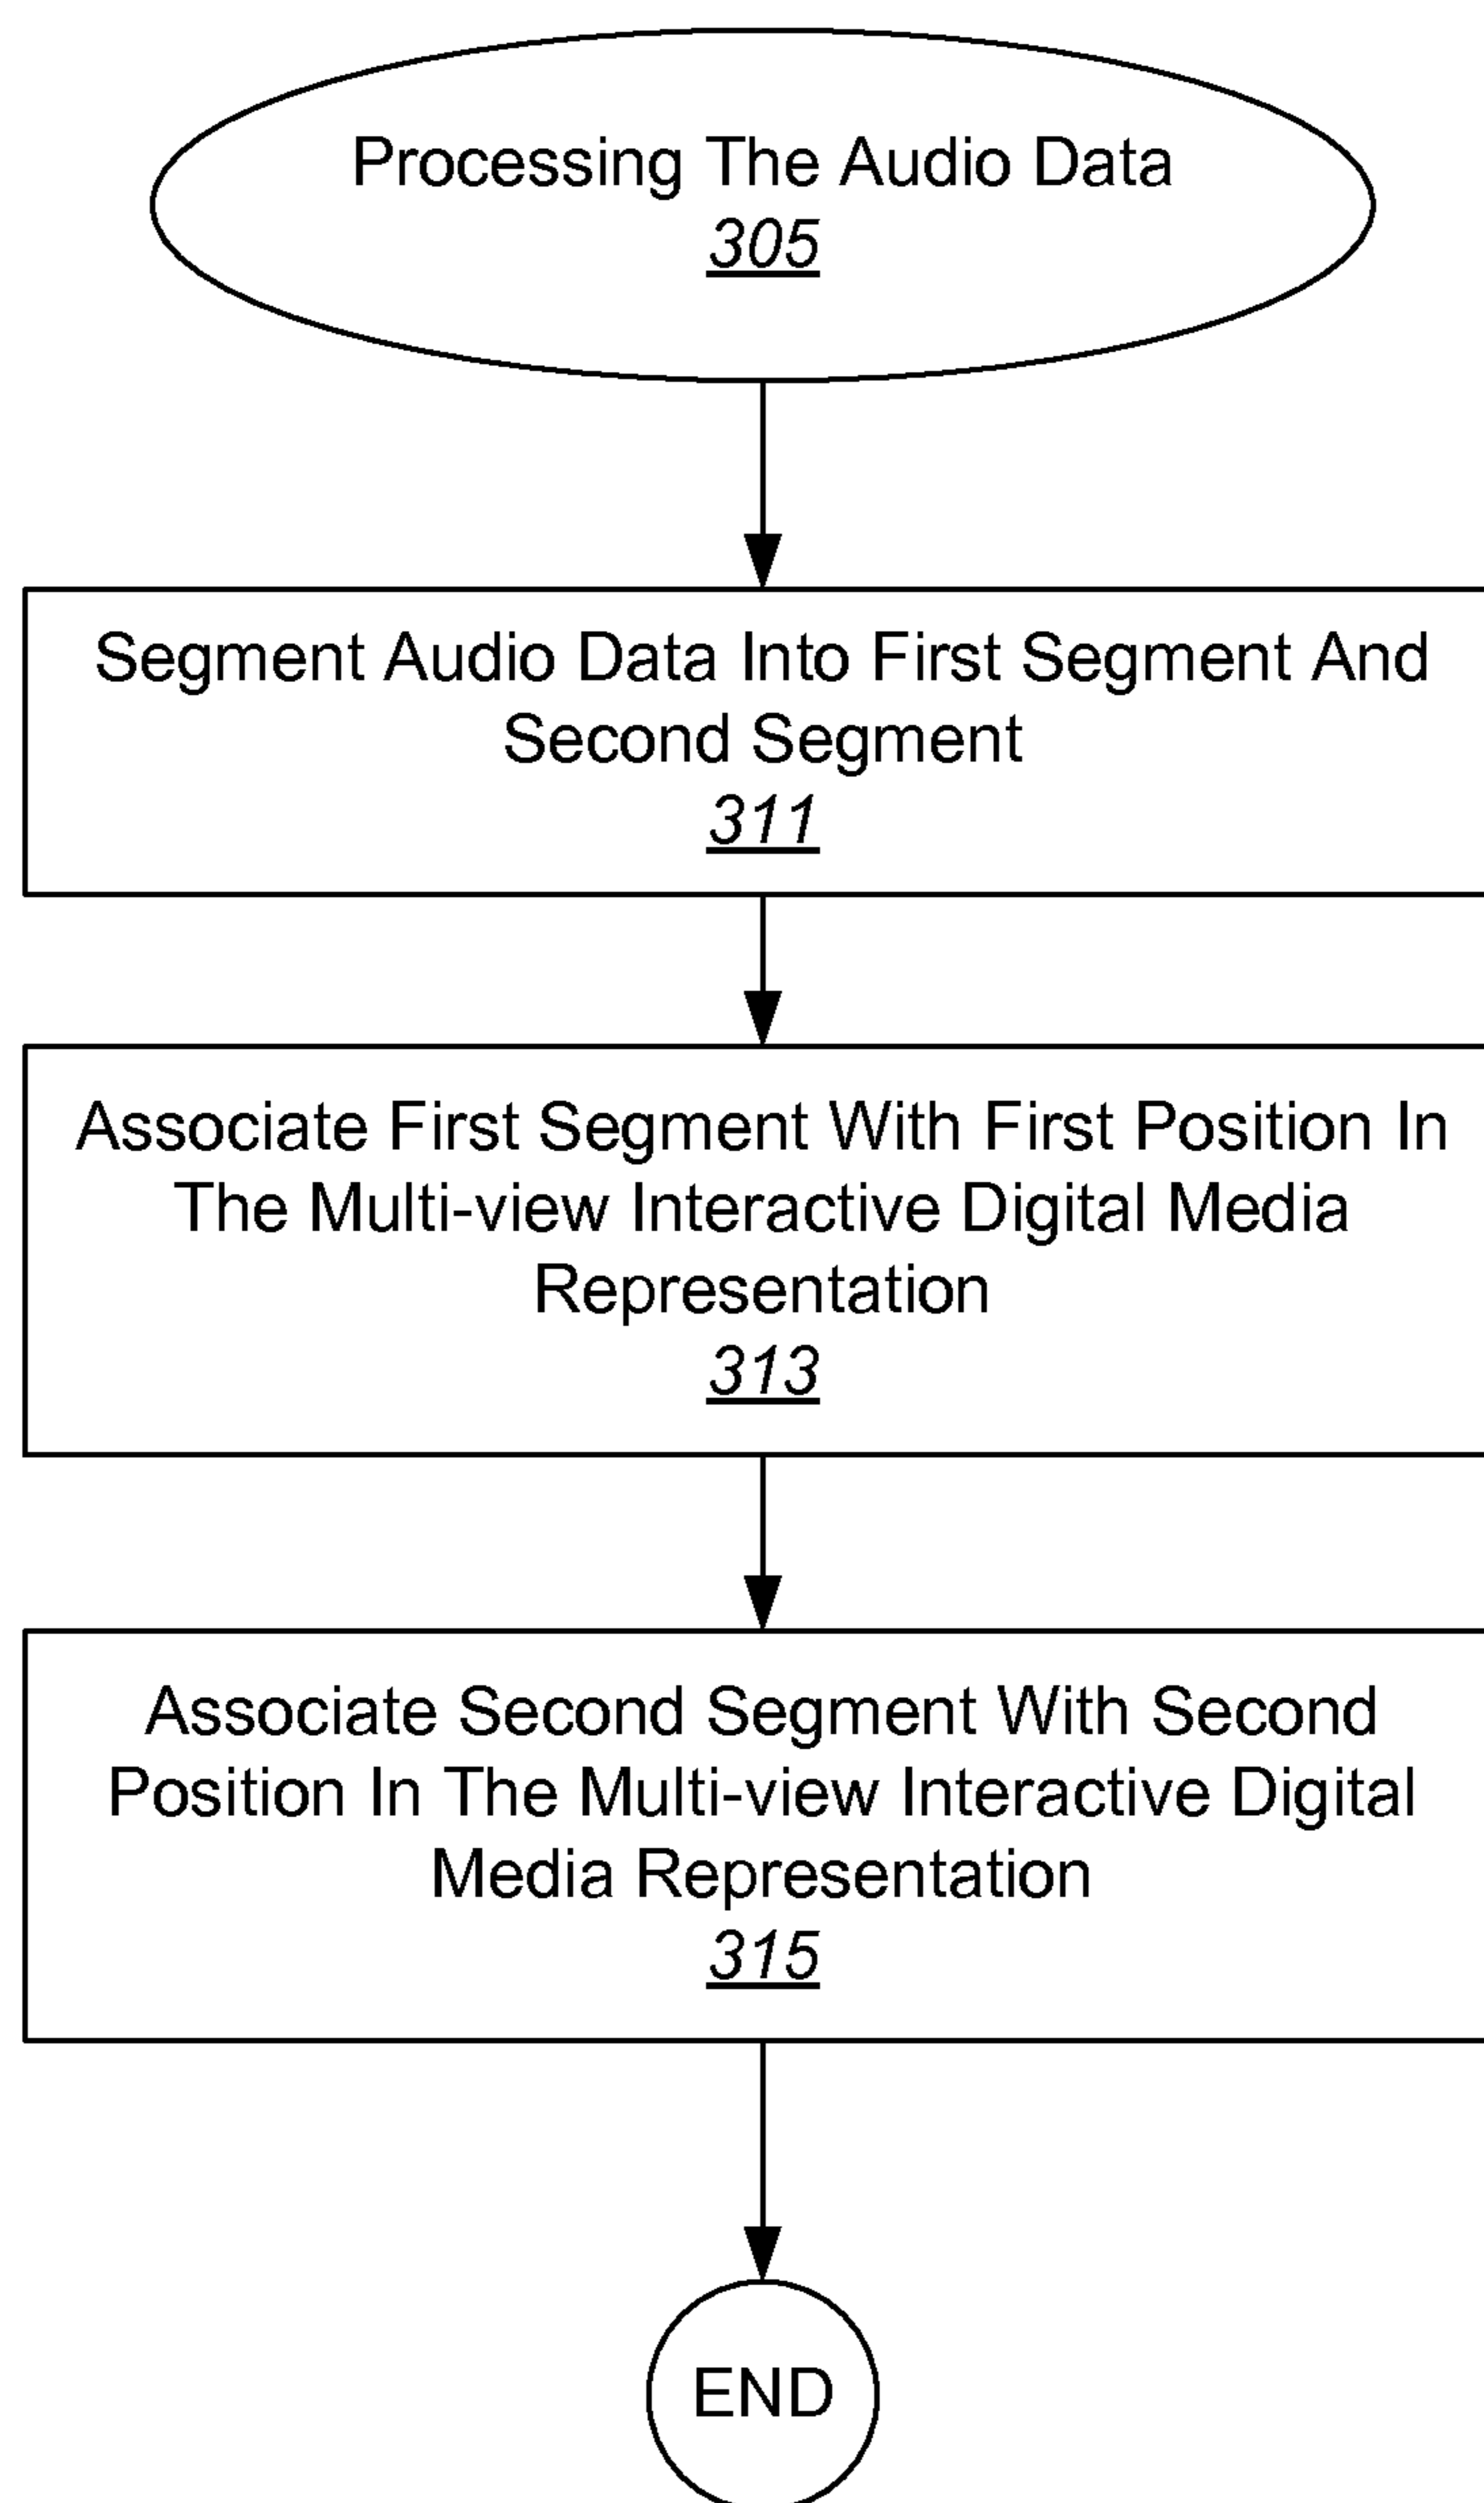 Processing The Audio Data
305
Segment Audio Data Into First Segment And
Second Segment
311
Associate First Segment With First Position In
The Multi-view Interactive Digital Media
Representation
313
Associate Second Segment With Second
Position In The Multi-view Interactive Digital
Media Representation
315
END